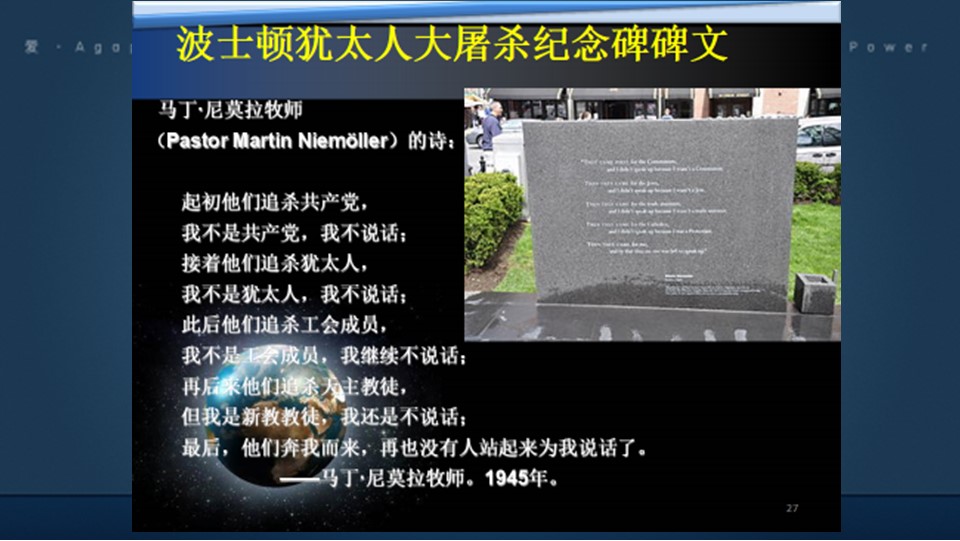 爱 · Aga
Power
波士顿犹太人大屠杀纪念碑碑文
马丁·尼莫拉牧师
（Pastor Martin Niemöller）的诗：
起初他们追杀共产党，
我不是共产党，我不说话；
接着他们追杀犹太人，
我不是犹太人，我不说话；
此后他们追杀工会成员，
我不是工会成员，我继续不说话；
再后来他们追杀天主教徒，
但我是新教教徒，我还是不说话；
最后，他们奔我而来，再也没有人站起来为我说话了。
——马丁·尼莫拉牧师。1945年。
27